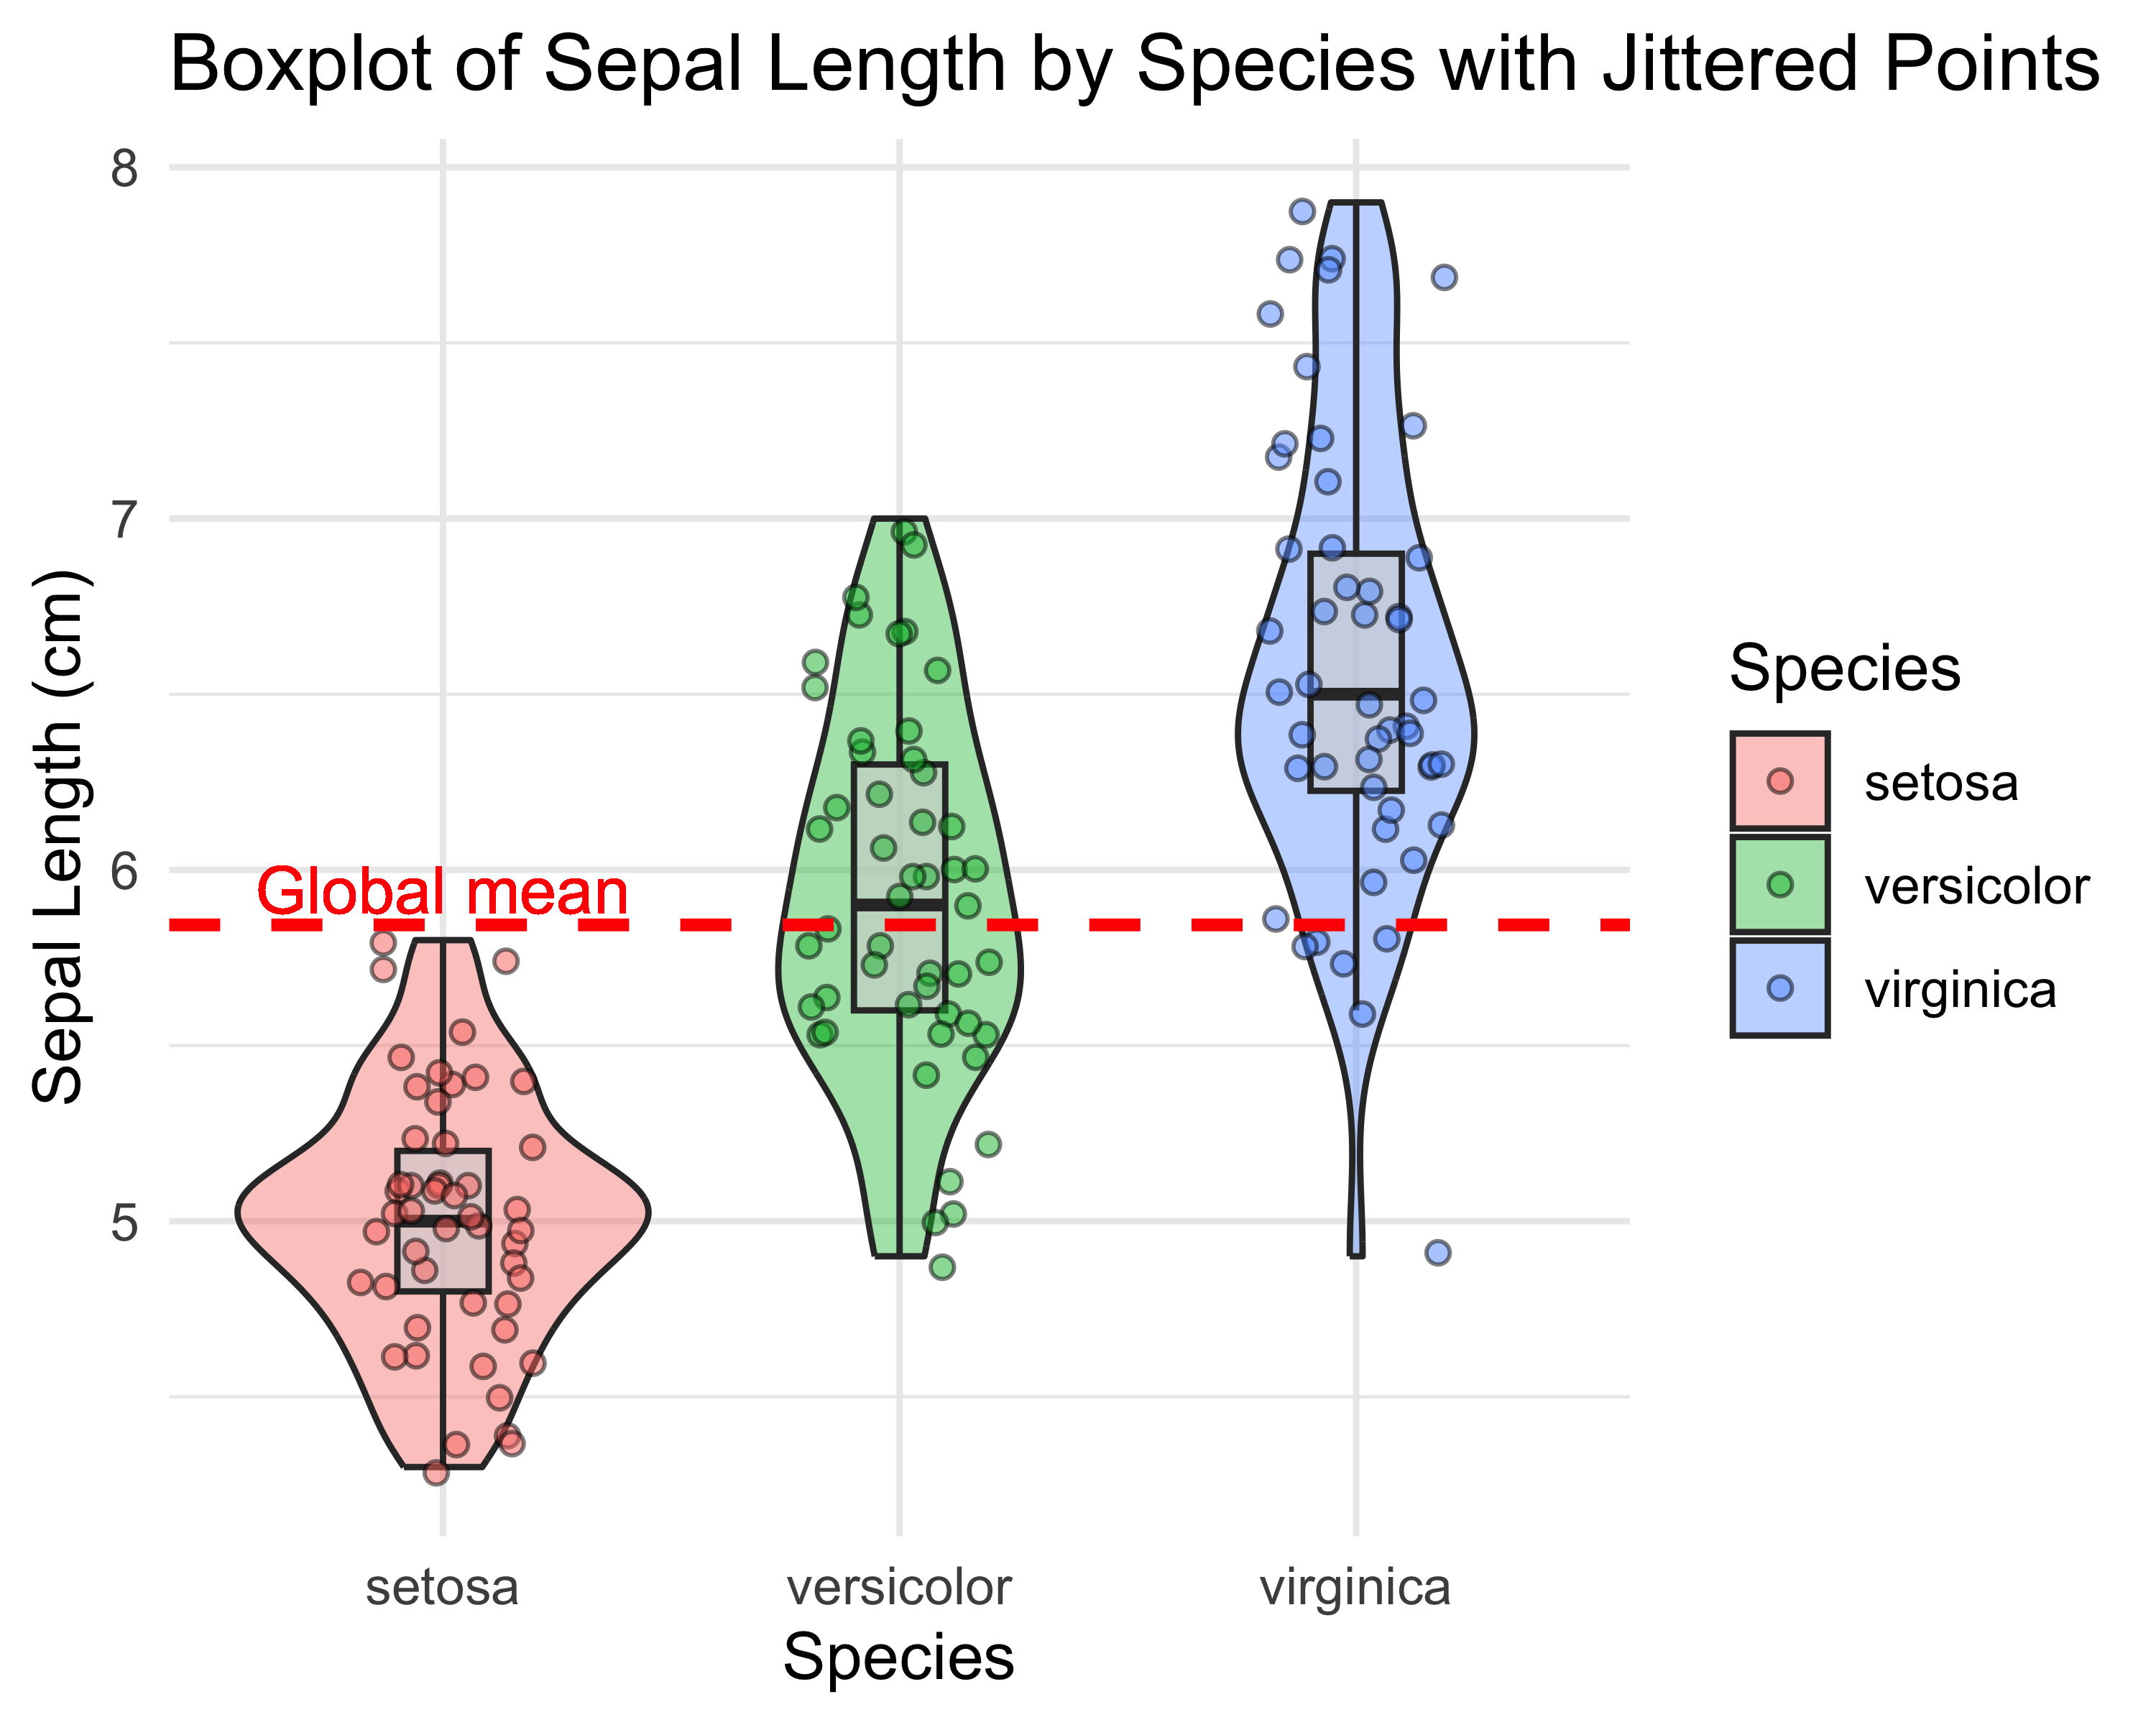 Boxplot of Sepal Length by Species with Jittered Points
Sepal Length (cm)
8
7
6
5
Global mean
setosa
versicolor
virginica
Species
Species
setosa
versicolor
virginica